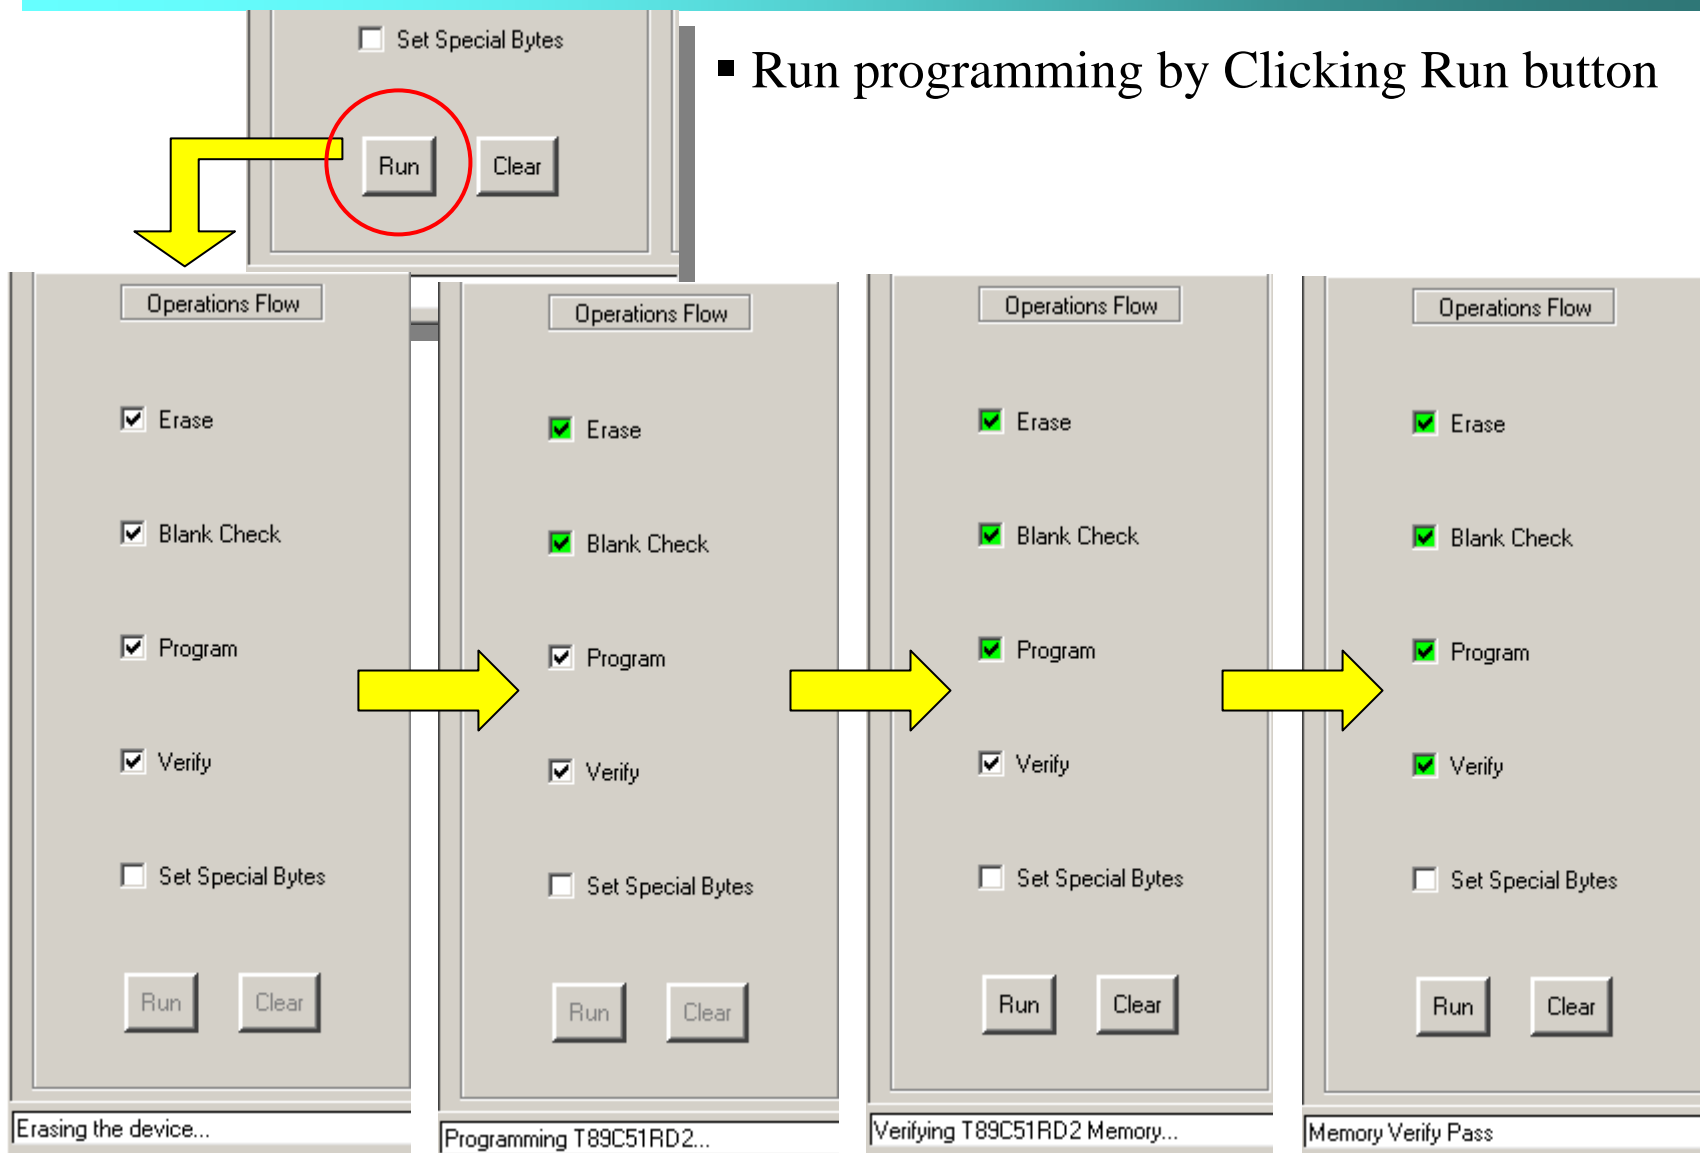 Set Special Bytes
▪ Run programming by Clicking Run button
Run Clear
Operations Flow
Erase
Blank Check
Program
Verify
Set Special Bytes
Run Clear
Erasing the device...
Operations Flow
Erase
Blank Check
Program
Verify
Set Special Bytes
Run Clear
Programming T89C51RD2...
Operations Flow
Erase
Blank Check
Program
Verify
Set Special Bytes
Run Clear
Verifying T89C51RD2 Memory...
Operations Flow
Erase
Blank Check
Program
Verify
Set Special Bytes
Run Clear
Memory Verify Pass